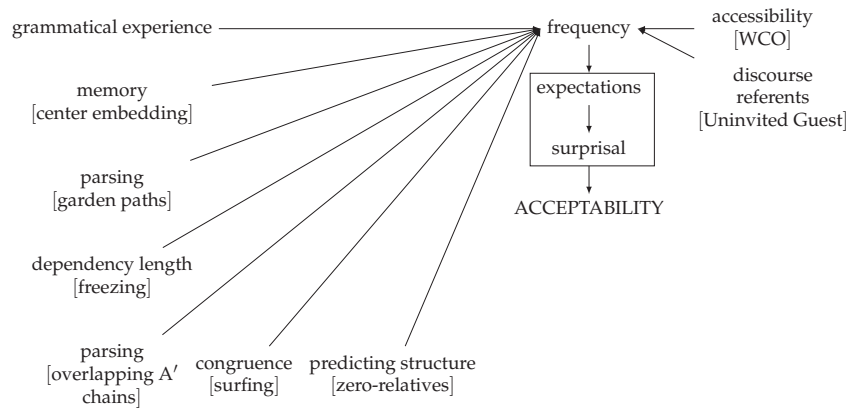 grammatical experience
frequency
accessibility
[WCO]
memory
[center embedding]
expectations
discourse
referents
[Uninvited Guest]
surprisal
parsing
[garden paths]
ACCEPTABILITY
dependency length
[freezing]
parsing
[overlapping A′
chains]
congruence
[surfing]
predicting structure
[zero-relatives]